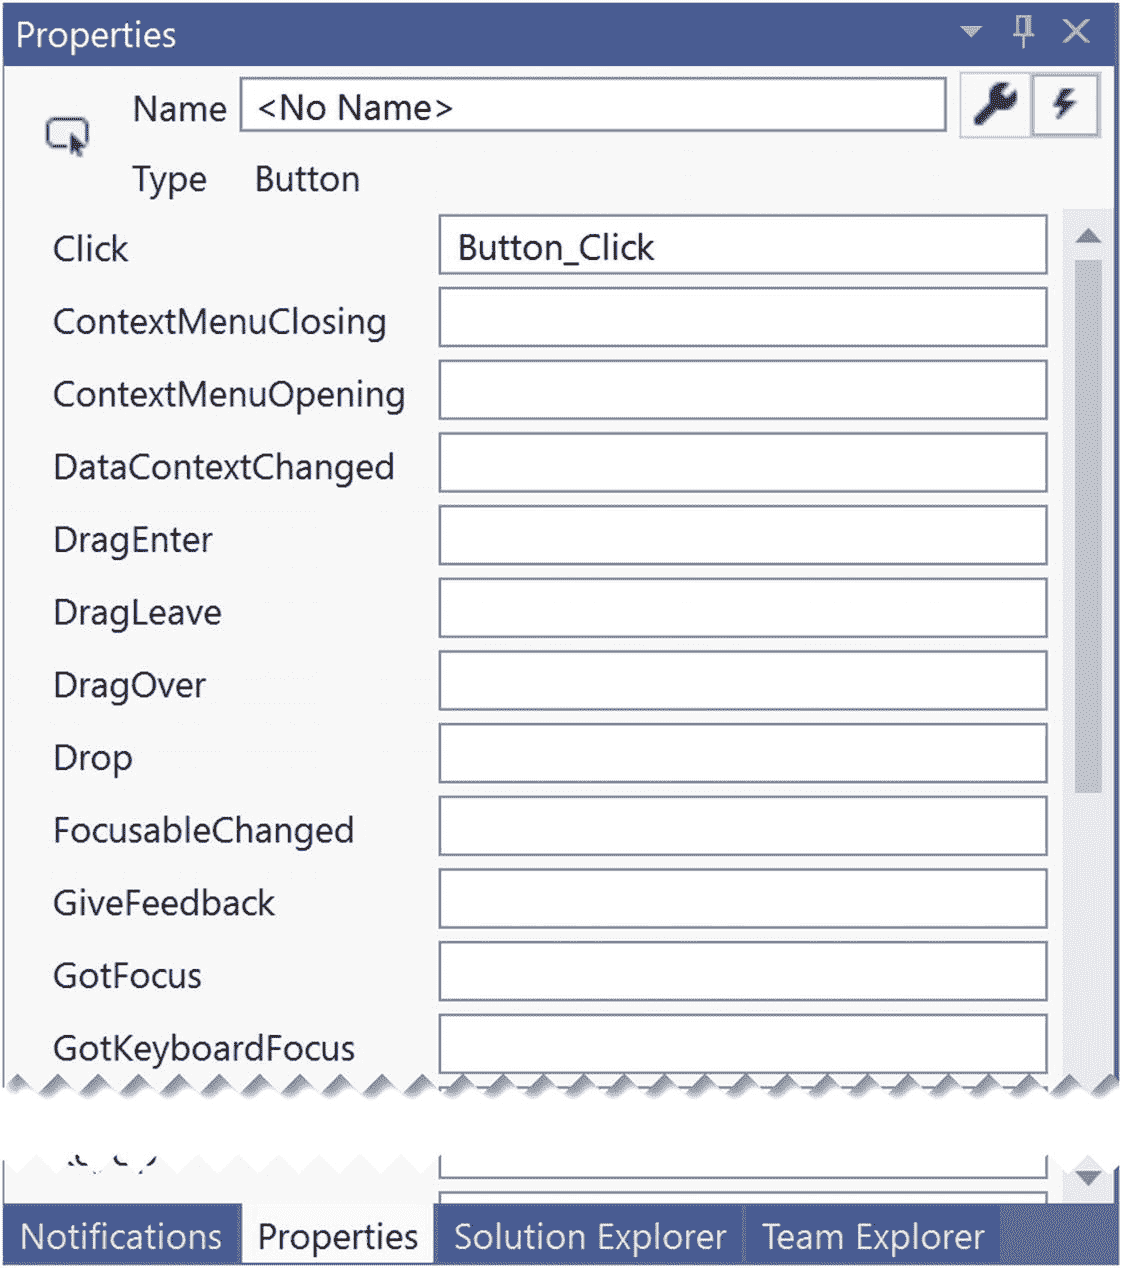 Properties
Name <No Name>
Type Button
Click Button_Click
ContextMenuClosing
ContextMenuOpening
DataContextChanged
DragEnter
DragLeave
DragOver
Drop
FocusableChanged
GiveFeedback
GotFocus
GotKeyboardFocus
Notifications Properties Solution Explorer Team Explorer